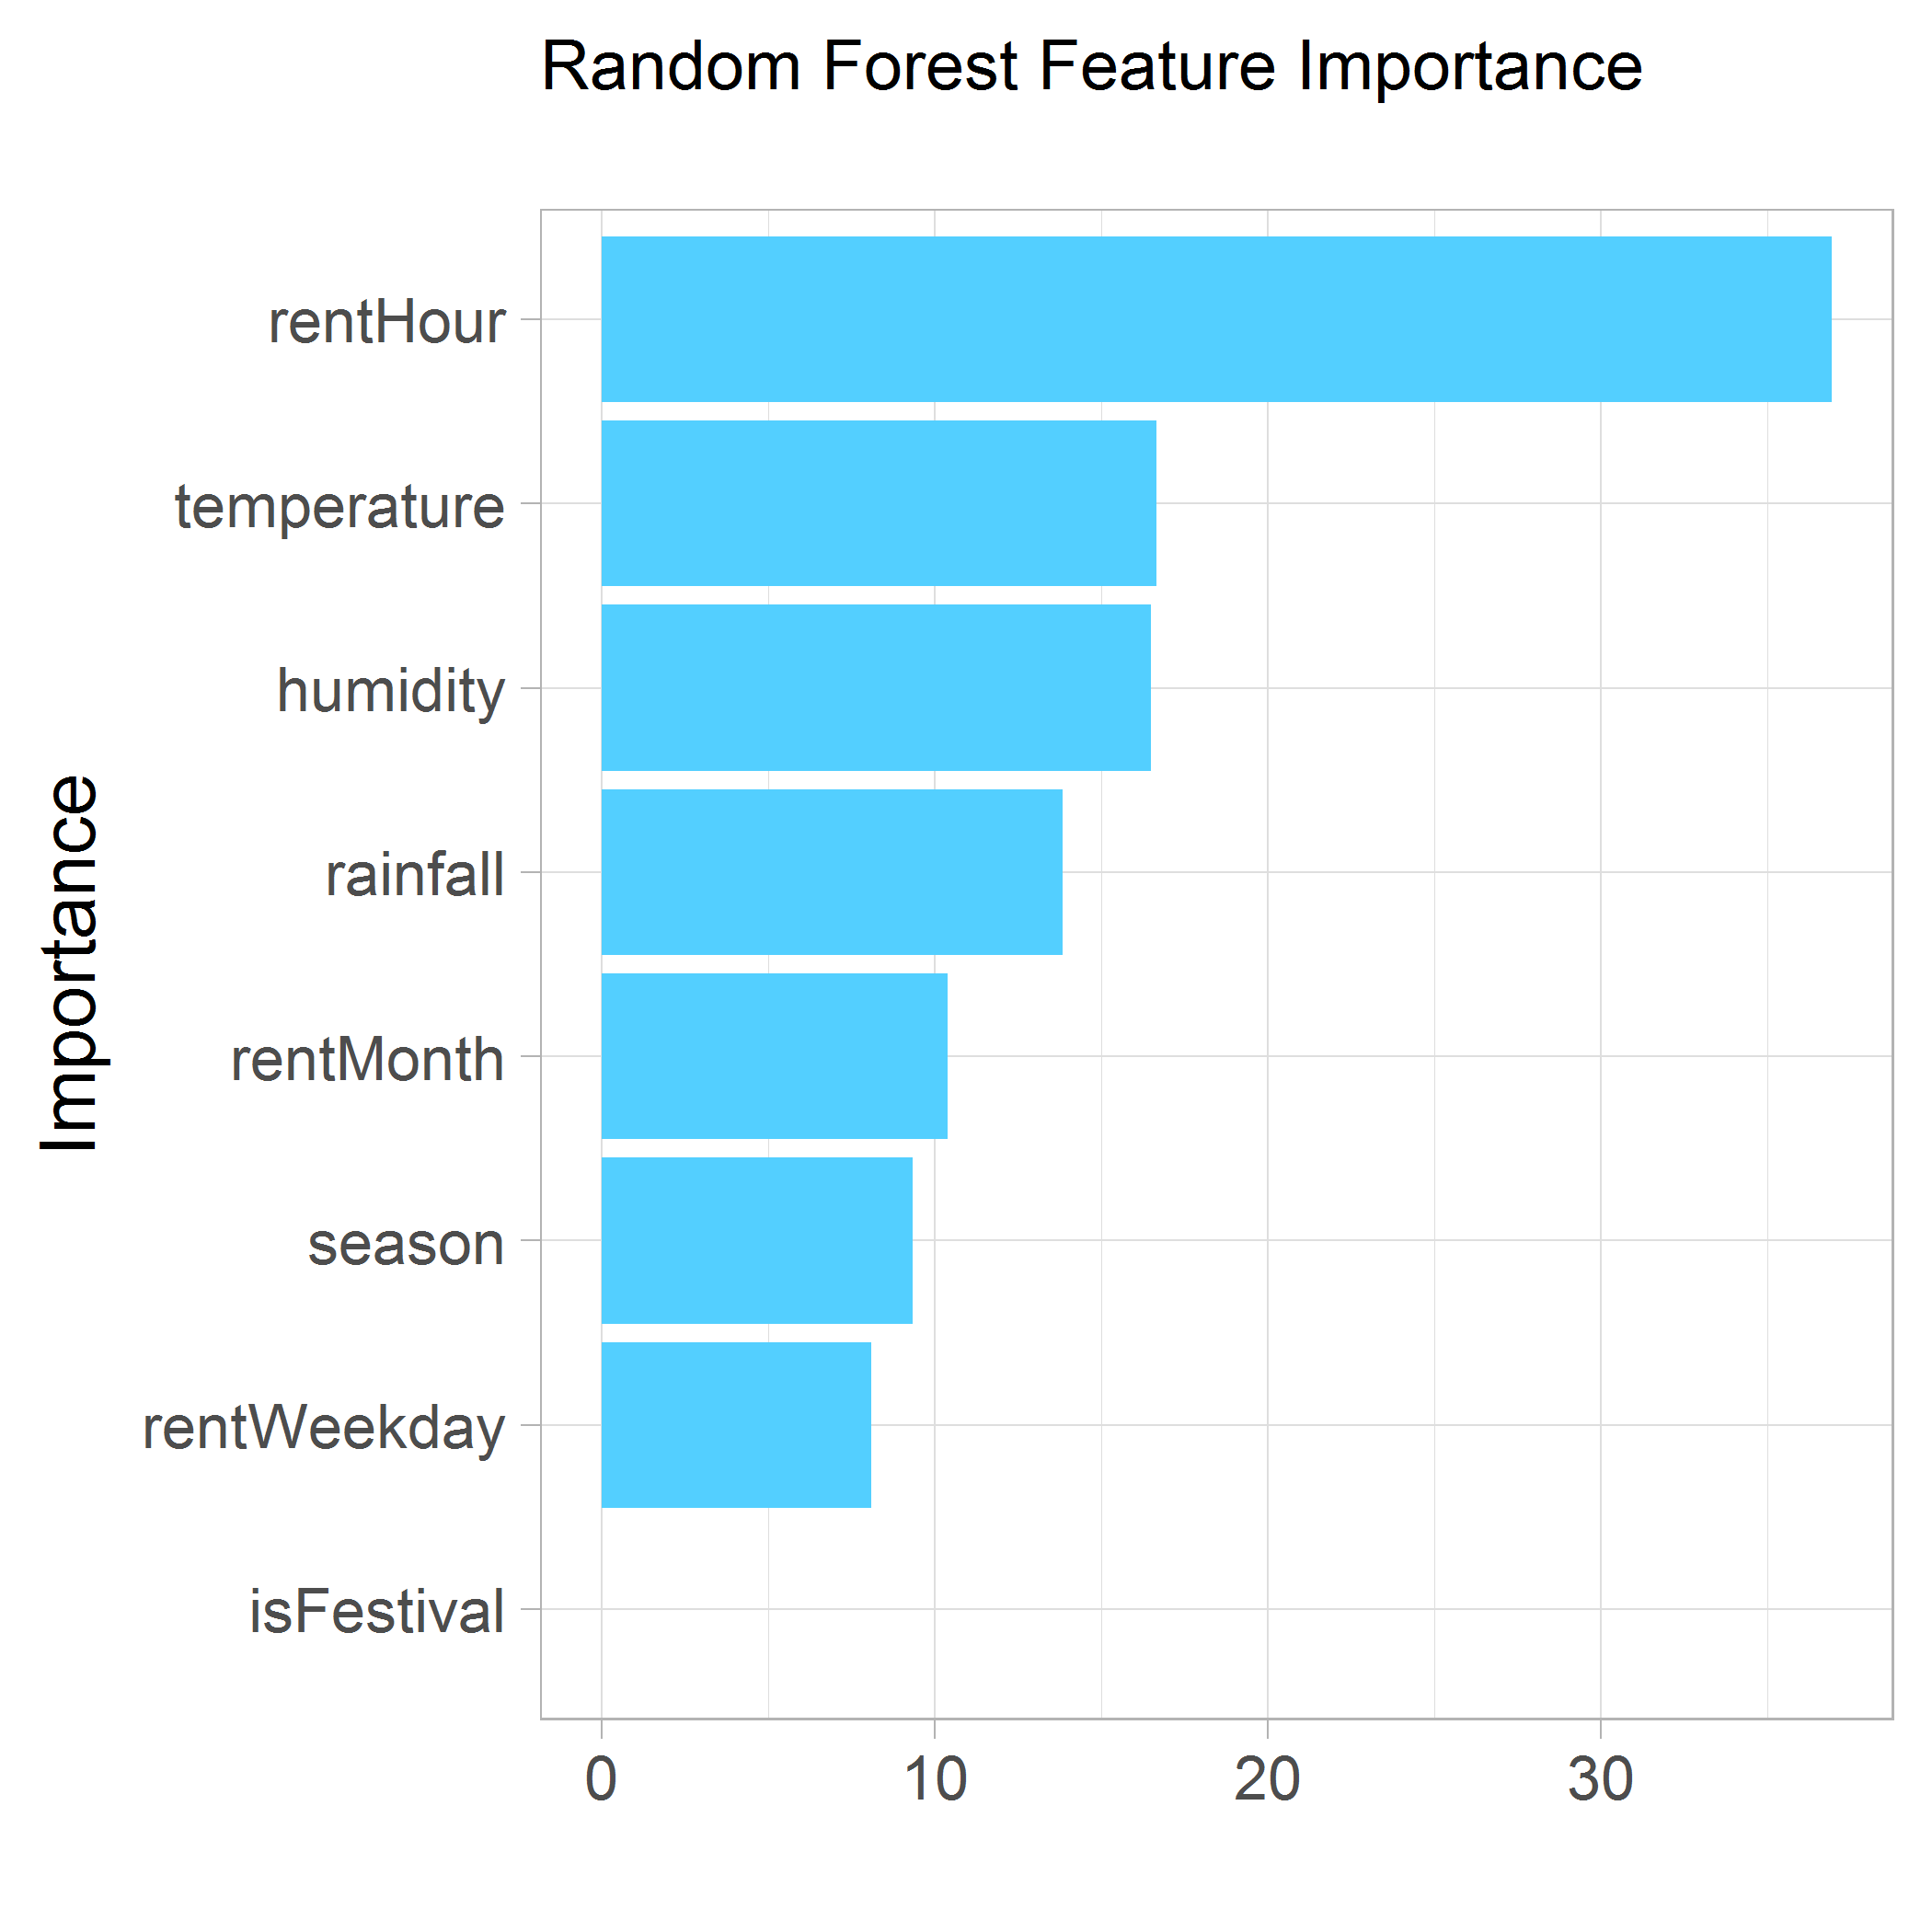 Random Forest Feature Importance
rentHour
temperature
humidity
rainfall
rentMonth
season
rentWeekday
isFestival
Importance
0 10 20 30